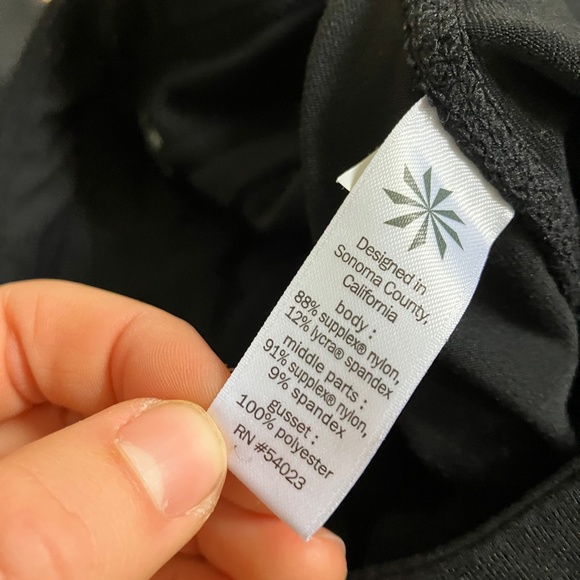 Designed in
Sonoma County,
California
body :
88% supplex® nylon,
12% lycra® spandex
middle parts :
91% supplex® nylon,
9% spandex
gusset :
100% polyester
RN #54023